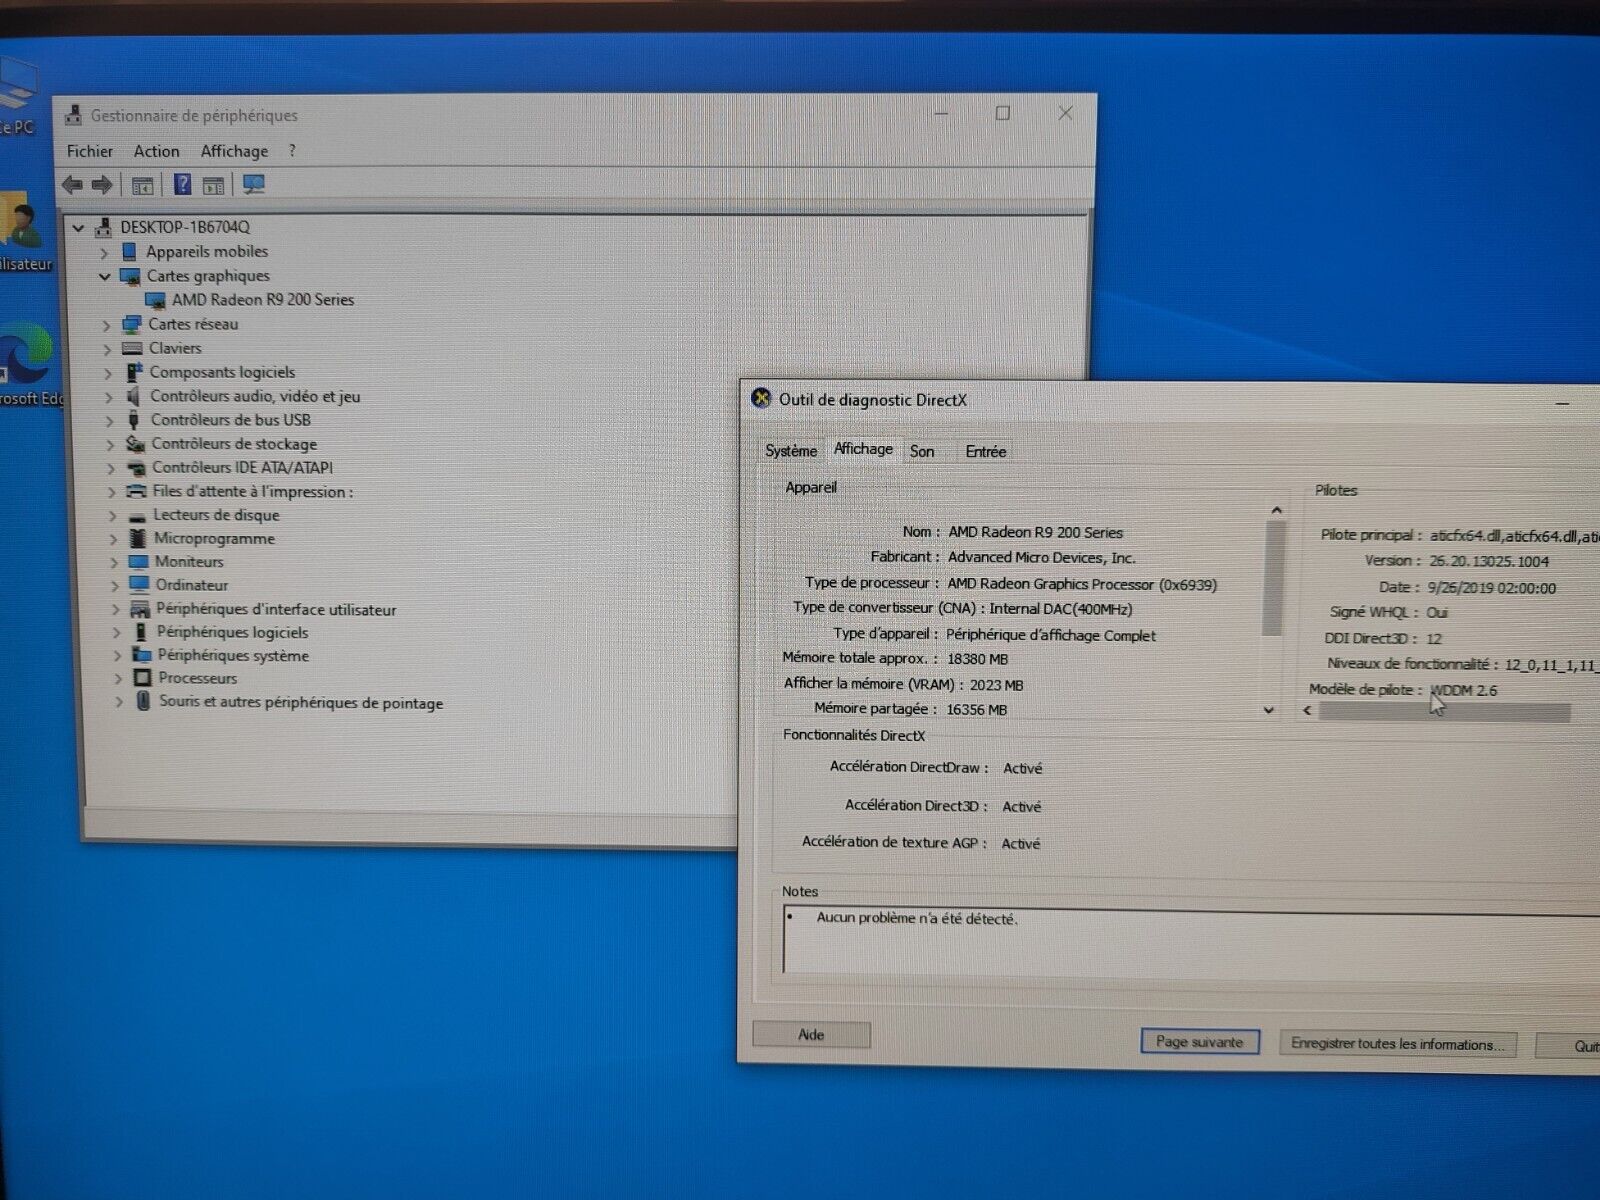 Ce PC
Utilisateur
Microsoft Edg
Gestionnaire de périphériques
Fichier Action Affichage ?
DESKTOP-1B6704Q
Appareils mobiles
Cartes graphiques
AMD Radeon R9 200 Series
Cartes réseau
Claviers
Composants logiciels
Contrôleurs audio, vidéo et jeu
Contrôleurs de bus USB
Contrôleurs de stockage
Contrôleurs IDE ATA/ATAPI
Files d'attente à l'impression :
Lecteurs de disque
Microprogramme
Moniteurs
Ordinateur
Périphériques d'interface utilisateur
Périphériques logiciels
Périphériques système
Processeurs
Souris et autres périphériques de pointage
Outil de diagnostic DirectX
Système Affichage Son Entrée
Appareil
Nom : AMD Radeon R9 200 Series
Fabricant : Advanced Micro Devices, Inc.
Type de processeur : AMD Radeon Graphics Processor (0x6939)
Type de convertisseur (CNA) : Internal DAC(400MHz)
Type d'appareil : Périphérique d'affichage Complet
Mémoire totale approx. : 18380 MB
Afficher la mémoire (VRAM) : 2023 MB
Mémoire partagée : 16356 MB
Pilotes
Pilote principal : aticfx64.dll,aticfx64.dll,ati
Version : 26.20.13025.1004
Date : 9/26/2019 02:00:00
Signé WHQL : Oui
DDI Direct3D : 12
Niveaux de fonctionnalité : 12_0,11_1,11_
Modèle de pilote : WDDM 2.6
Fonctionnalités DirectX
Accélération DirectDraw : Activé
Accélération Direct3D : Activé
Accélération de texture AGP : Activé
Notes
• Aucun problème n'a été détecté.
Aide
Page suivante
Enregistrer toutes les informations...
Quit